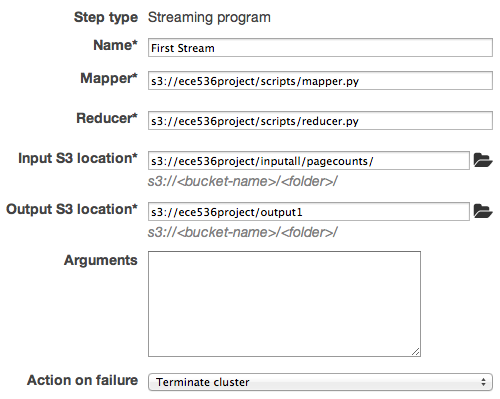 Step type Streaming program
Name* First Stream
Mapper* s3://ece536project/scripts/mapper.py
Reducer* s3://ece536project/scripts/reducer.py
Input S3 location* s3://ece536project/inputall/pagecounts/
s3://<bucket-name>/<folder>/
Output S3 location* s3://ece536project/output1
s3://<bucket-name>/<folder>/
Arguments
Action on failure Terminate cluster